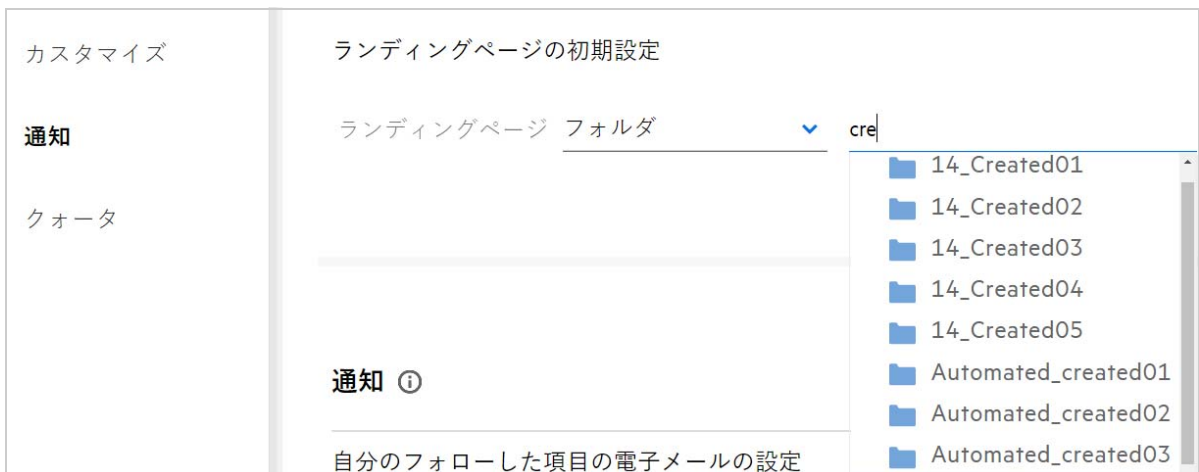 カスタマイズ
通知
クォータ
ランディングページの初期設定
ランディングページ フォルダ cre
14_Created01
14_Created02
14_Created03
14_Created04
14_Created05
Automated_created01
Automated_created02
Automated_created03
通知
自分のフォローした項目の電子メールの設定